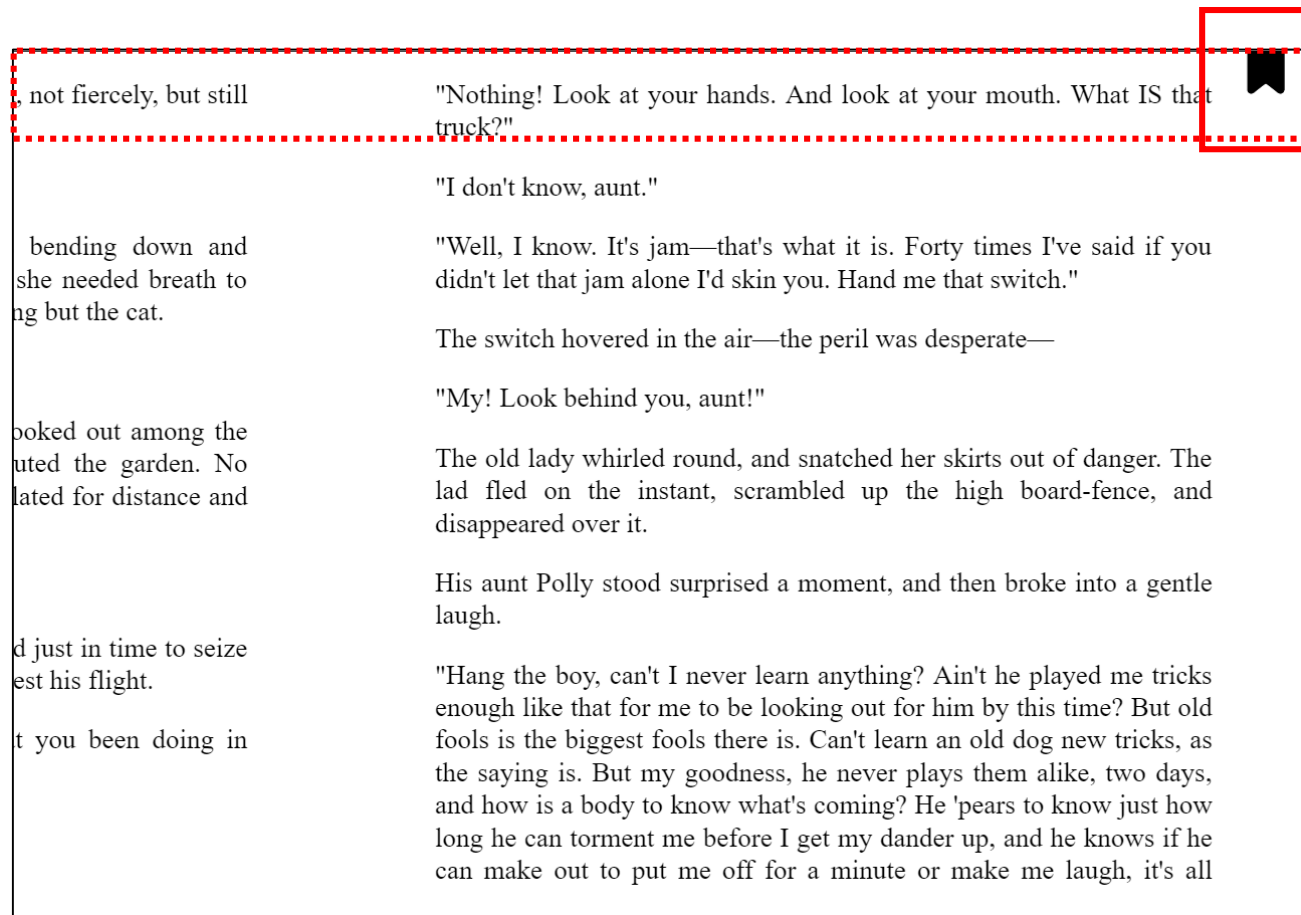 , not fiercely, but still
bending down and
she needed breath to
but the cat.
out among the
the garden. No
for distance and
just in time to seize
his flight.
you been doing in
"Nothing! Look at your hands. And look at your mouth. What IS that
truck?"
"I don't know, aunt."
"Well, I know. It's jam—that's what it is. Forty times I've said if you
didn't let that jam alone I'd skin you. Hand me that switch."
The switch hovered in the air—the peril was desperate—
"My! Look behind you, aunt!"
The old lady whirled round, and snatched her skirts out of danger. The
lad fled on the instant, scrambled up the high board-fence, and
disappeared over it.
His aunt Polly stood surprised a moment, and then broke into a gentle
laugh.
"Hang the boy, can't I never learn anything? Ain't he played me tricks
enough like that for me to be looking out for him by this time? But old
fools is the biggest fools there is. Can't learn an old dog new tricks, as
the saying is. But my goodness, he never plays them alike, two days,
and how is a body to know what's coming? He 'pears to know just how
long he can torment me before I get my dander up, and he knows if he
can make out to put me off for a minute or make me laugh, it's all